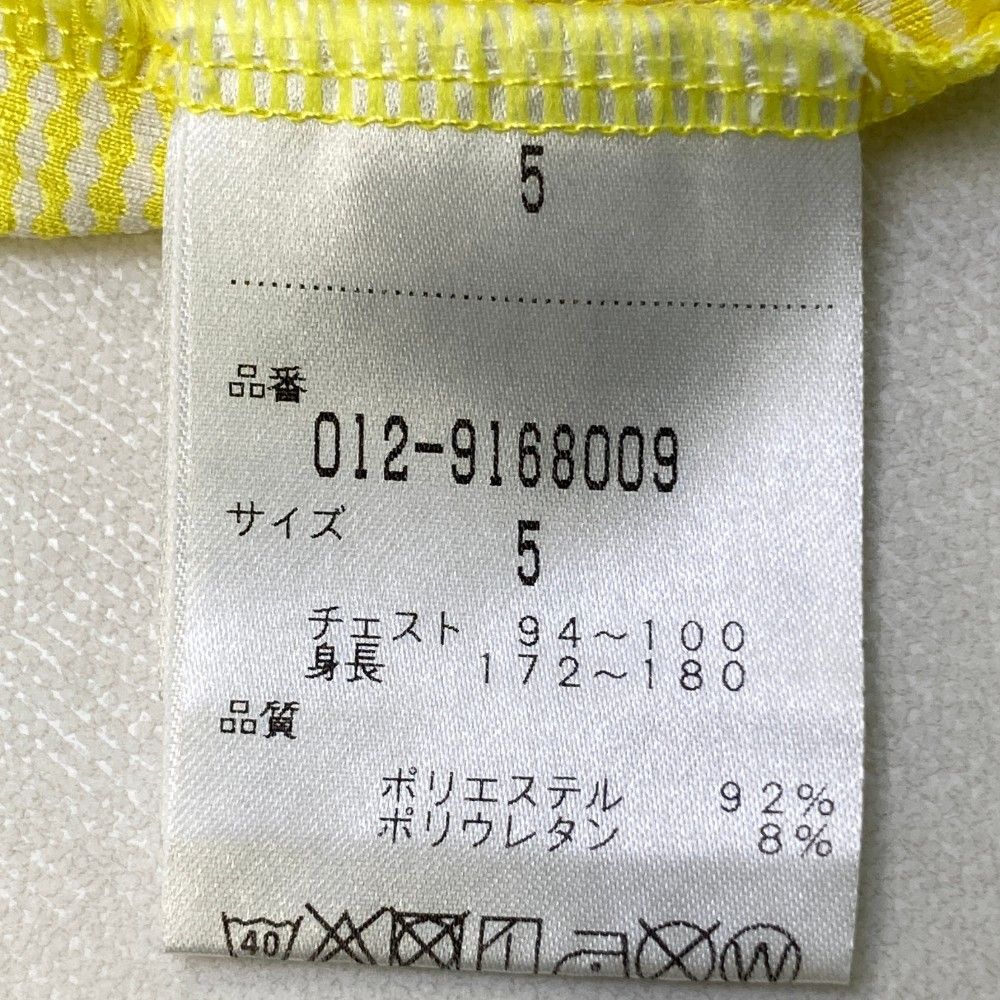 5
品番
012-9168009
サイズ
5
チェスト 94～100
身長 172～180
品質
ポリエステル 92%
ポリウレタン 8%
40 W